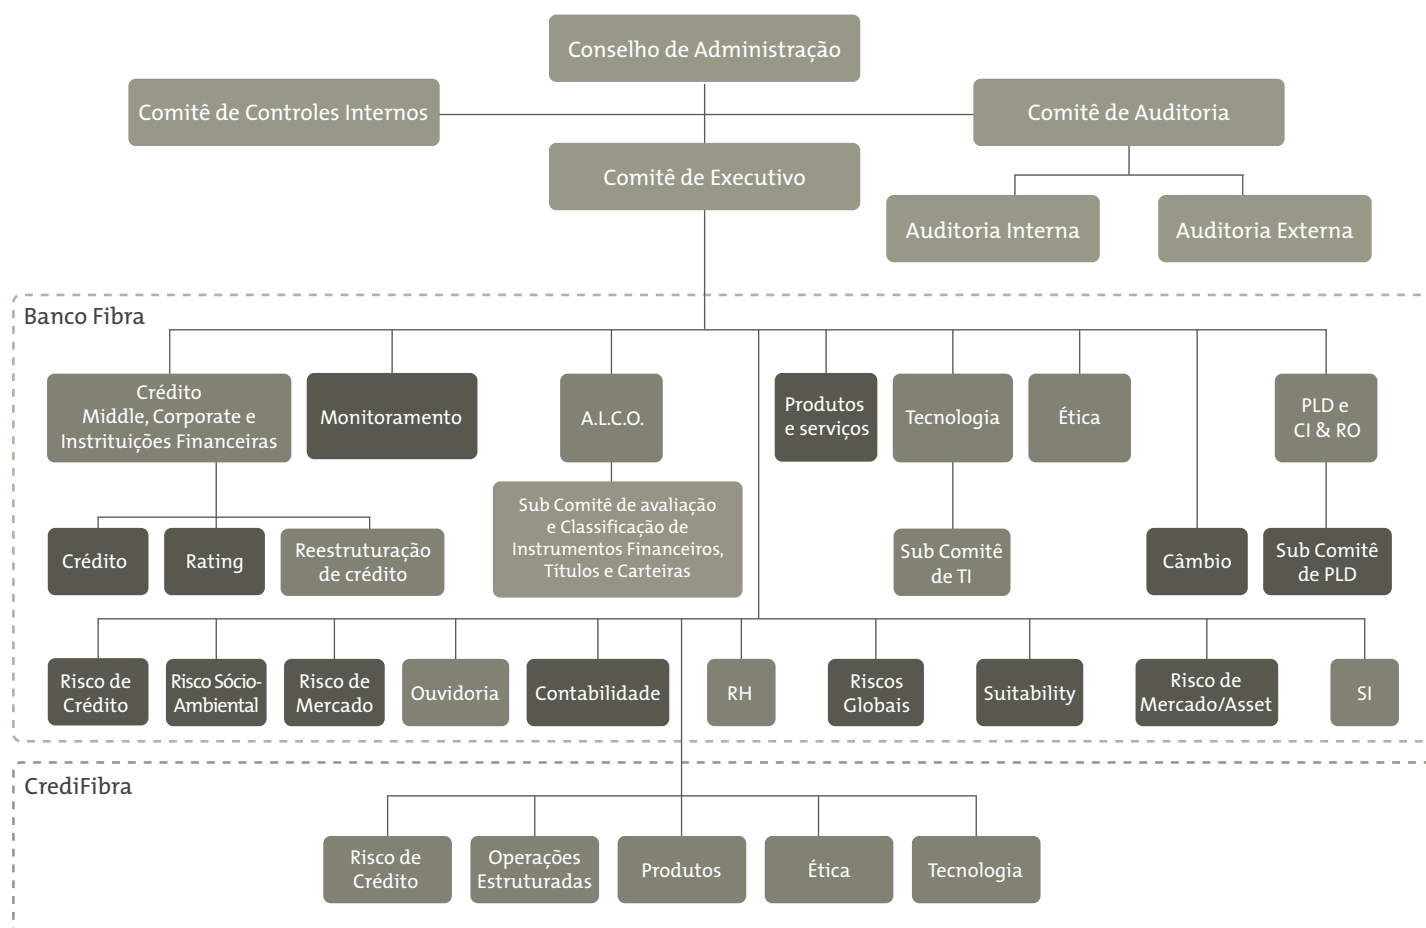 Conselho de Administração
Comitê de Controles Internos
Comitê de Auditoria
Comitê de Executivo
Auditoria Interna
Auditoria Externa
Banco Fibra
Crédito
Middle, Corporate e
Instrituições Financeiras
Monitoramento
A.L.C.O.
Produtos
e serviços
Tecnologia
Ética
PLD e
CI & RO
Crédito
Rating
Reestruturação
de crédito
Sub Comitê de avaliação
e Classificação de
Instrumentos Financeiros,
Títulos e Carteiras
Sub Comitê
de TI
Câmbio
Sub Comitê
de PLD
Risco de
Crédito
Risco Sócio-
Ambiental
Risco de
Mercado
Ouvidoria
Contabilidade
RH
Riscos
Globais
Suitability
Risco de
Mercado/Asset
SI
CrediFibra
Risco de
Crédito
Operações
Estruturadas
Produtos
Ética
Tecnologia